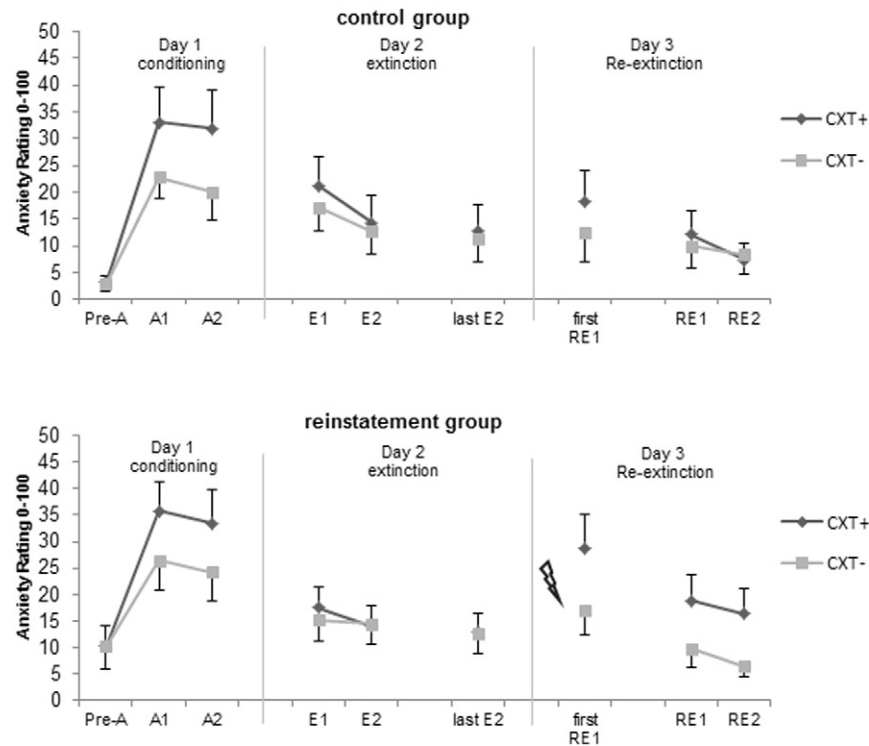 control group
Day 1
conditioning
Day 2
extinction
Day 3
Re-extinction
Anxiety Rating 0-100
50
45
40
35
30
25
20
15
10
5
0
Pre-A A1 A2 E1 E2 last E2 first RE1 RE1 RE2
CXT+
CXT-
reinstatement group
Day 1
conditioning
Day 2
extinction
Day 3
Re-extinction
Anxiety Rating 0-100
50
45
40
35
30
25
20
15
10
5
0
Pre-A A1 A2 E1 E2 last E2 first RE1 RE1 RE2
CXT+
CXT-